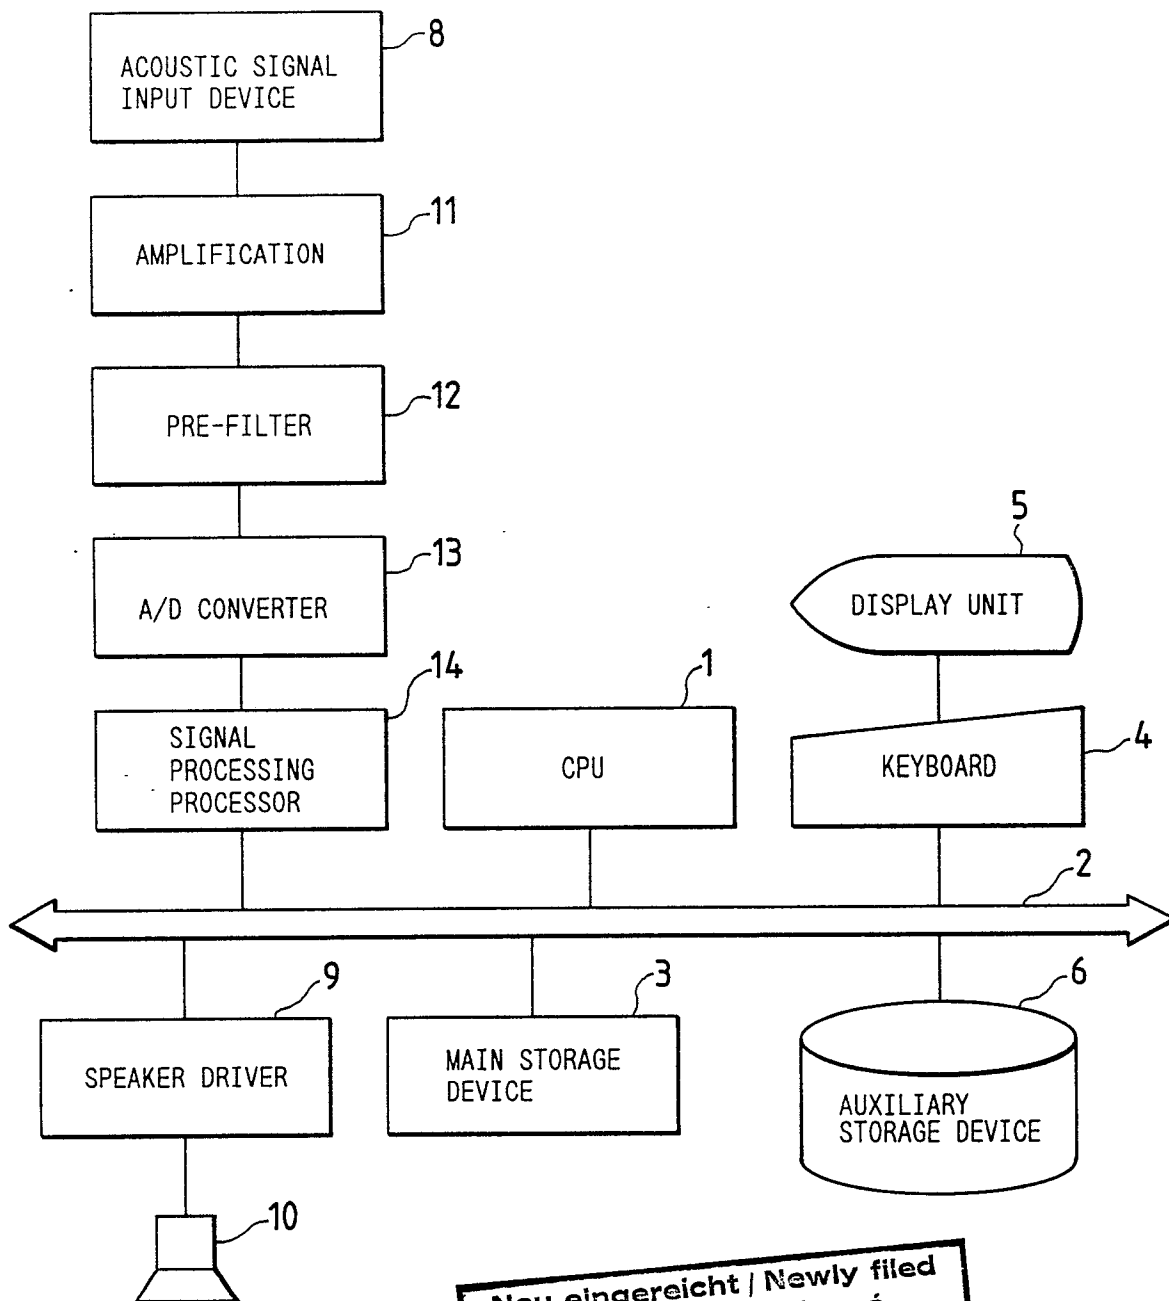 8
ACOUSTIC SIGNAL
INPUT DEVICE
11
AMPLIFICATION
12
PRE-FILTER
13
A/D CONVERTER
5
DISPLAY UNIT
14
SIGNAL
PROCESSING
PROCESSOR
1
CPU
4
KEYBOARD
2
9
SPEAKER DRIVER
3
MAIN STORAGE
DEVICE
6
AUXILIARY
STORAGE DEVICE
10
Neu eingereicht / Newly filed